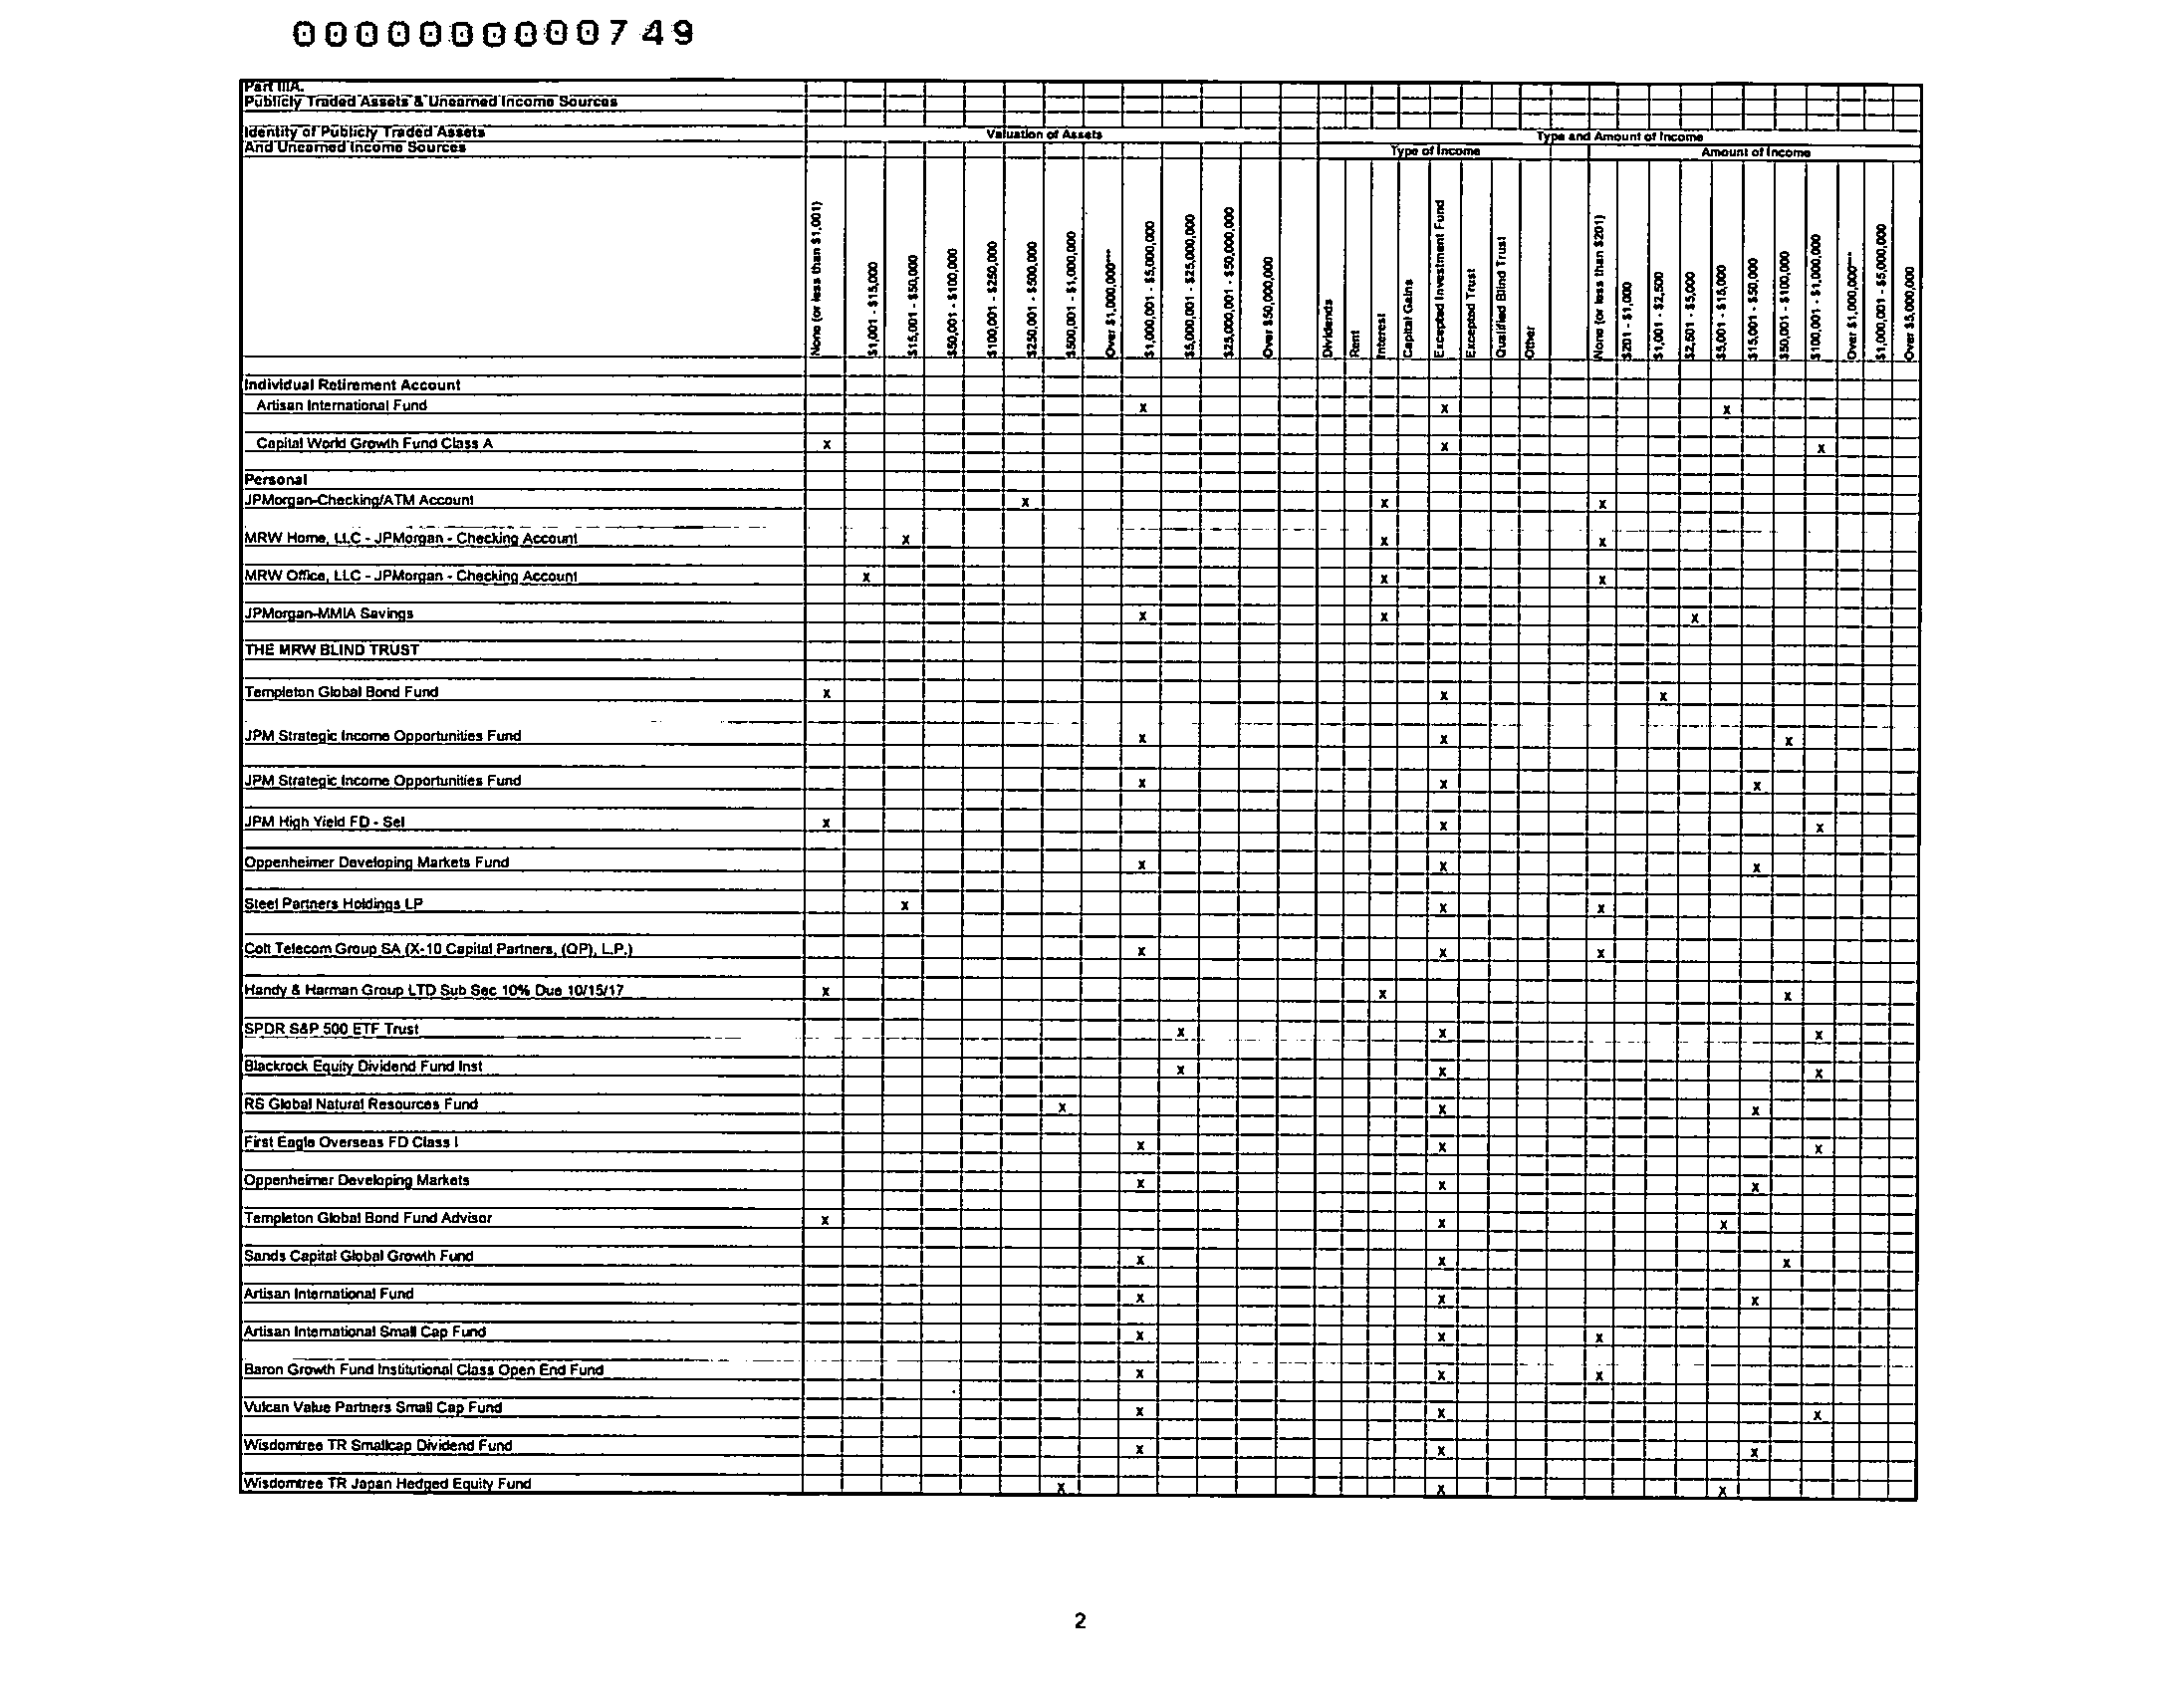 000000000749
Part IIIA.
Publicly Traded Assets & Unearned Income Sources
Identity of Publicly Traded Assets
And Unearned Income Sources
Valuation of Assets
Type and Amount of Income
Type of Income
Amount of Income
None (or less than $1,001)
$1,001 - $15,000
$15,001 - $50,000
$50,001 - $100,000
$100,001 - $250,000
$250,001 - $500,000
$500,001 - $1,000,000
Over $1,000,000***
$1,000,001 - $5,000,000
$5,000,001 - $25,000,000
$25,000,001 - $50,000,000
Over $50,000,000
Dividends
Rent
Interest
Capital Gains
Excepted Investment Fund
Excepted Trust
Qualified Blind Trust
Other
None (or less than $201)
$201 - $1,000
$1,001 - $2,500
$2,501 - $5,000
$5,001 - $15,000
$15,001 - $50,000
$50,001 - $100,000
$100,001 - $1,000,000
Over $1,000,000***
$1,000,001 - $5,000,000
Over $5,000,000
Individual Retirement Account
Artisan International Fund x x x
Capital World Growth Fund Class A x x x
Personal
JPMorgan-Checking/ATM Account x x x
MRW Home, LLC - JPMorgan - Checking Account x x x
MRW Office, LLC - JPMorgan - Checking Account x x x
JPMorgan-MMIA Savings x x x
THE MRW BLIND TRUST
Templeton Global Bond Fund x x x
JPM Strategic Income Opportunities Fund x x x
JPM Strategic Income Opportunities Fund x x x
JPM High Yield FD - Sel x x x
Oppenheimer Developing Markets Fund x x x
Steel Partners Holdings LP x x x
Colt Telecom Group SA (X-10 Capital Partners, (QP), L.P.) x x x
Handy & Harman Group LTD Sub Sec 10% Due 10/15/17 x x x
SPDR S&P 500 ETF Trust x x x
Blackrock Equity Dividend Fund Inst x x x
RS Global Natural Resources Fund x x x
First Eagle Overseas FD Class I x x x
Oppenheimer Developing Markets x x x
Templeton Global Bond Fund Advisor x x x
Sands Capital Global Growth Fund x x x
Artisan International Fund x x x
Artisan International Small Cap Fund x x x
Baron Growth Fund Institutional Class Open End Fund x x x
Vulcan Value Partners Small Cap Fund x x x
Wisdomtree TR Smallcap Dividend Fund x x x
Wisdomtree TR Japan Hedged Equity Fund x x x
2